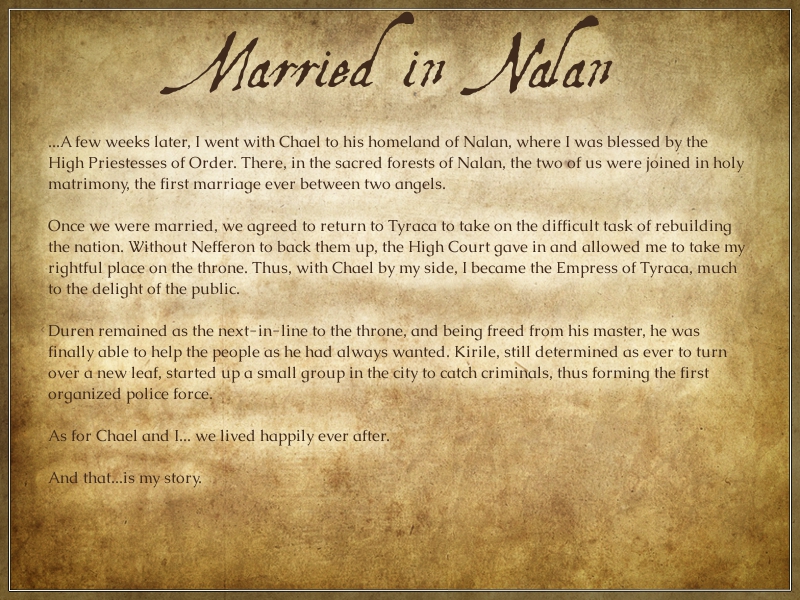 Married in Nalan
...A few weeks later, I went with Chael to his homeland of Nalan, where I was blessed by the
High Priestesses of Order. There, in the sacred forests of Nalan, the two of us were joined in holy
matrimony, the first marriage ever between two angels.
Once we were married, we agreed to return to Tyraca to take on the difficult task of rebuilding
the nation. Without Nefferon to back them up, the High Court gave in and allowed me to take my
rightful place on the throne. Thus, with Chael by my side, I became the Empress of Tyraca, much
to the delight of the public.
Duren remained as the next-in-line to the throne, and being freed from his master, he was
finally able to help the people as he had always wanted. Kirile, still determined as ever to turn
over a new leaf, started up a small group in the city to catch criminals, thus forming the first
organized police force.
As for Chael and I... we lived happily ever after.
And that...is my story.